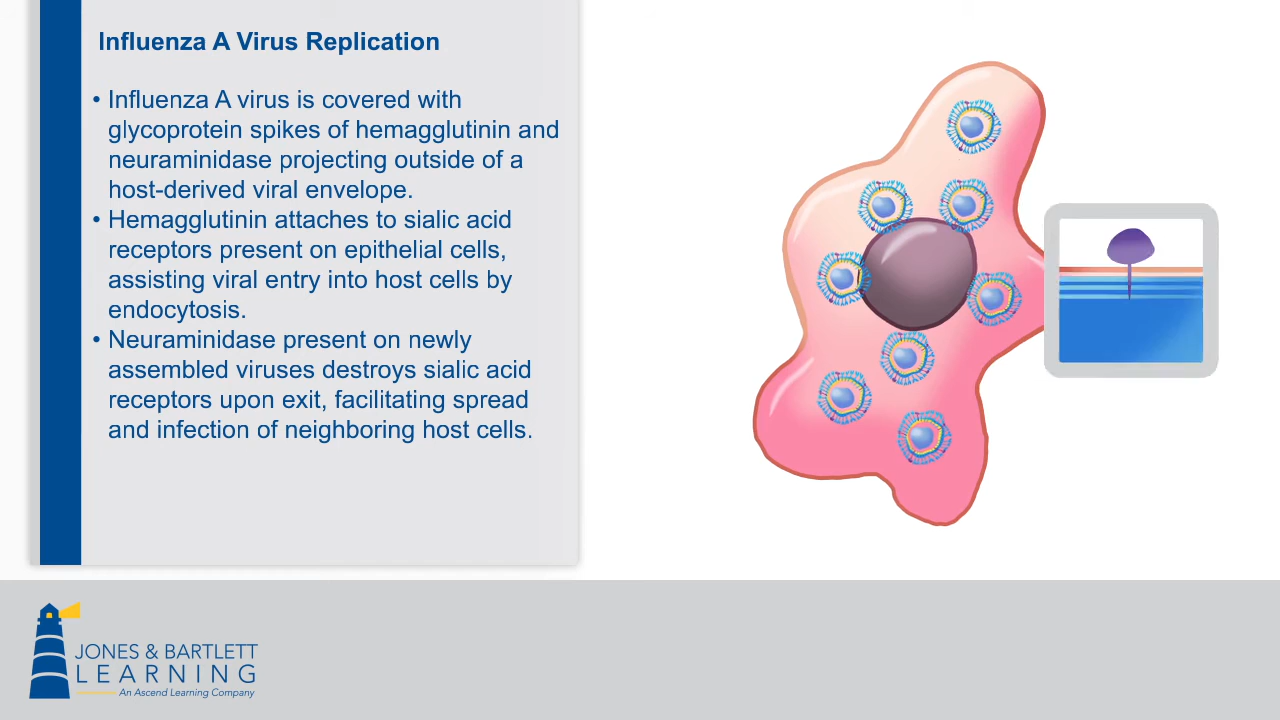 Influenza A Virus Replication
• Influenza A virus is covered with
glycoprotein spikes of hemagglutinin and
neuraminidase projecting outside of a
host-derived viral envelope.
• Hemagglutinin attaches to sialic acid
receptors present on epithelial cells,
assisting viral entry into host cells by
endocytosis.
• Neuraminidase present on newly
assembled viruses destroys sialic acid
receptors upon exit, facilitating spread
and infection of neighboring host cells.
JONES & BARTLETT
LEARNING
An Ascend Learning Company